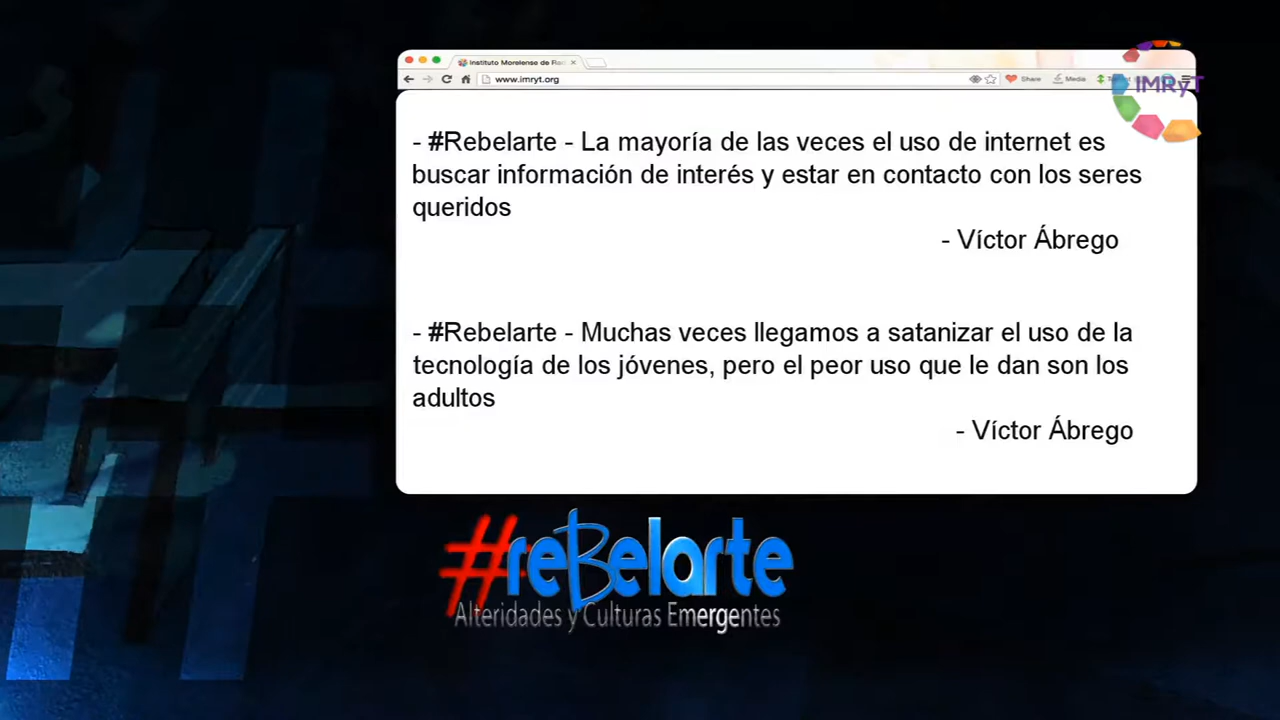 Instituto Morelense de Rad
www.imryt.org
Share
Media
IMRyT
- #Rebelarte - La mayoría de las veces el uso de internet es
buscar información de interés y estar en contacto con los seres
queridos
- Víctor Ábrego
- #Rebelarte - Muchas veces llegamos a satanizar el uso de la
tecnología de los jóvenes, pero el peor uso que le dan son los
adultos
- Víctor Ábrego
#reBelarte
Alteridades y Culturas Emergentes